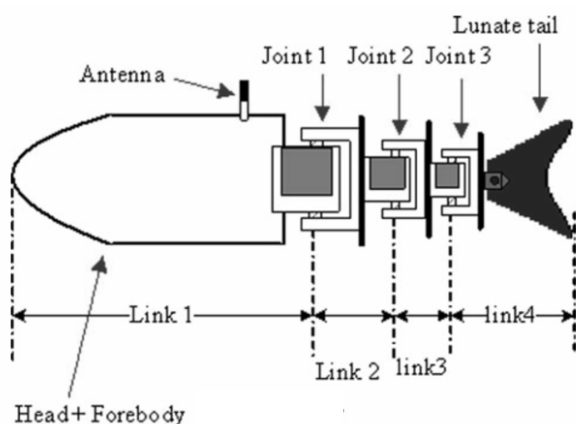 Lunate tail
Joint 1
Joint 2
Joint 3
Antenna
Link 1
link4
Link 2
link3
Head+ Forebody